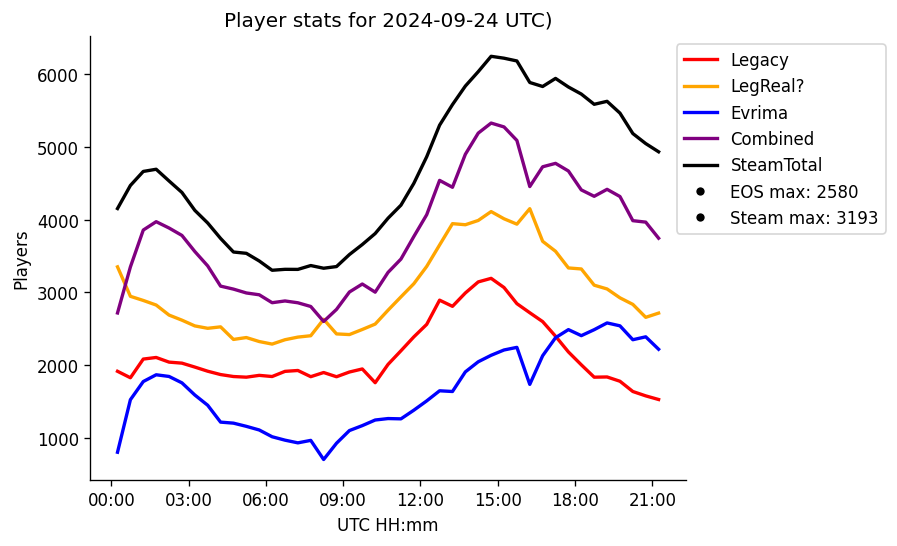 Player stats for 2024-09-24 UTC)
Legacy
LegReal?
Evrima
Combined
SteamTotal
EOS max: 2580
Steam max: 3193
Players
6000
5000
4000
3000
2000
1000
00:00 03:00 06:00 09:00 12:00 15:00 18:00 21:00
UTC HH:mm